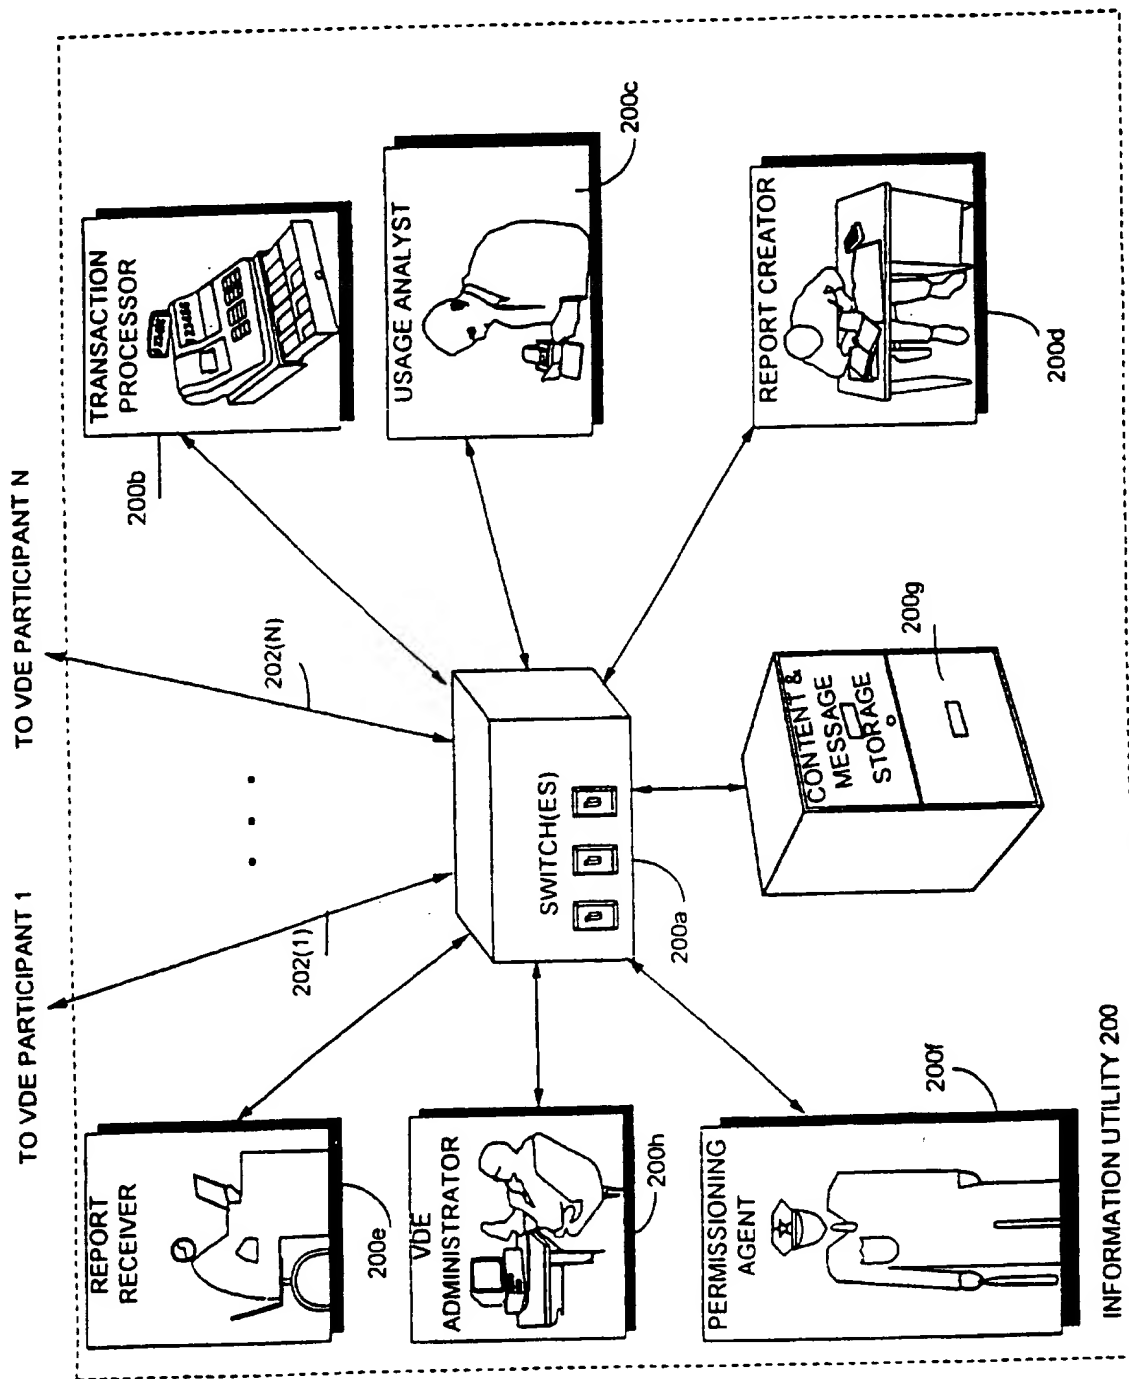 TO VDE PARTICIPANT 1
TO VDE PARTICIPANT N
202(1)
202(N)
REPORT
RECEIVER
200e
TRANSACTION
PROCESSOR
200b
VDE
ADMINISTRATOR
200h
SWITCH(ES)
200a
USAGE ANALYST
200c
PERMISSIONING
AGENT
200f
CONTENT &
MESSAGE
STORAGE
200g
REPORT CREATOR
200d
INFORMATION UTILITY 200